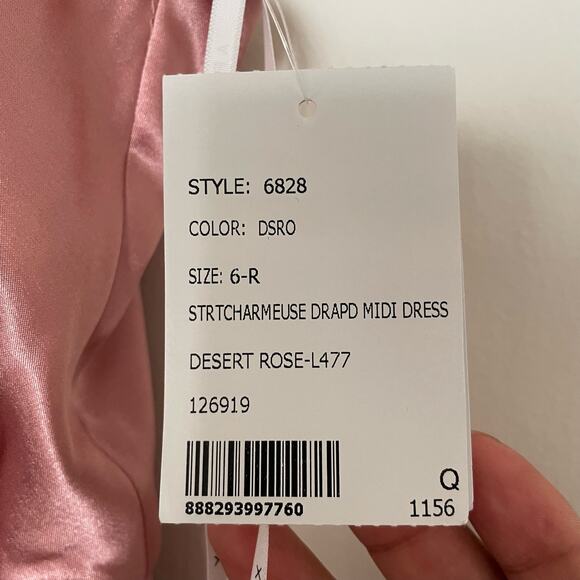 STYLE: 6828
COLOR: DSRO
SIZE: 6-R
STRTCHARMEUSE DRAPD MIDI DRESS
DESERT ROSE-L477
126919
888293997760
Q
1156